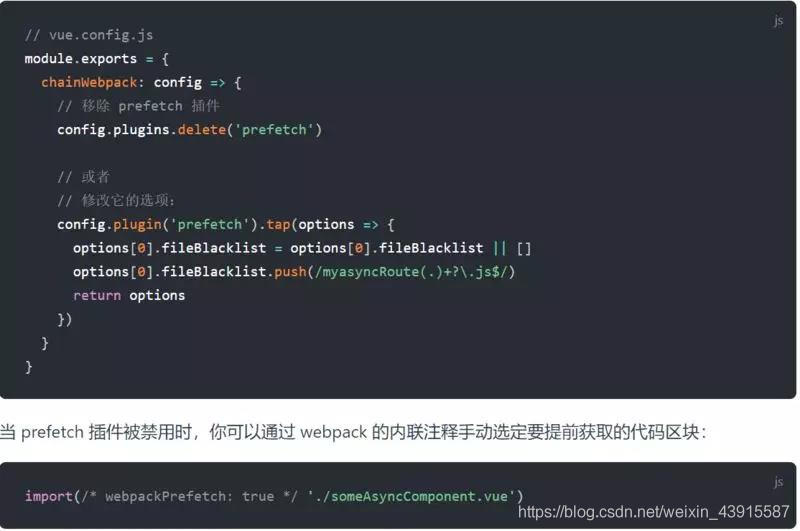 js
// vue.config.js
module.exports = {
  chainWebpack: config => {
    // 移除 prefetch 插件
    config.plugins.delete('prefetch')
    // 或者
    // 修改它的选项：
    config.plugin('prefetch').tap(options => {
      options[0].fileBlacklist = options[0].fileBlacklist || []
      options[0].fileBlacklist.push(/myasyncRoute(.)+?\.js$/)
      return options
    })
  }
}
当 prefetch 插件被禁用时，你可以通过 webpack 的内联注释手动选定要提前获取的代码区块：
js
import(/* webpackPrefetch: true */ './someAsyncComponent.vue')
https://blog.csdn.net/weixin_43915587